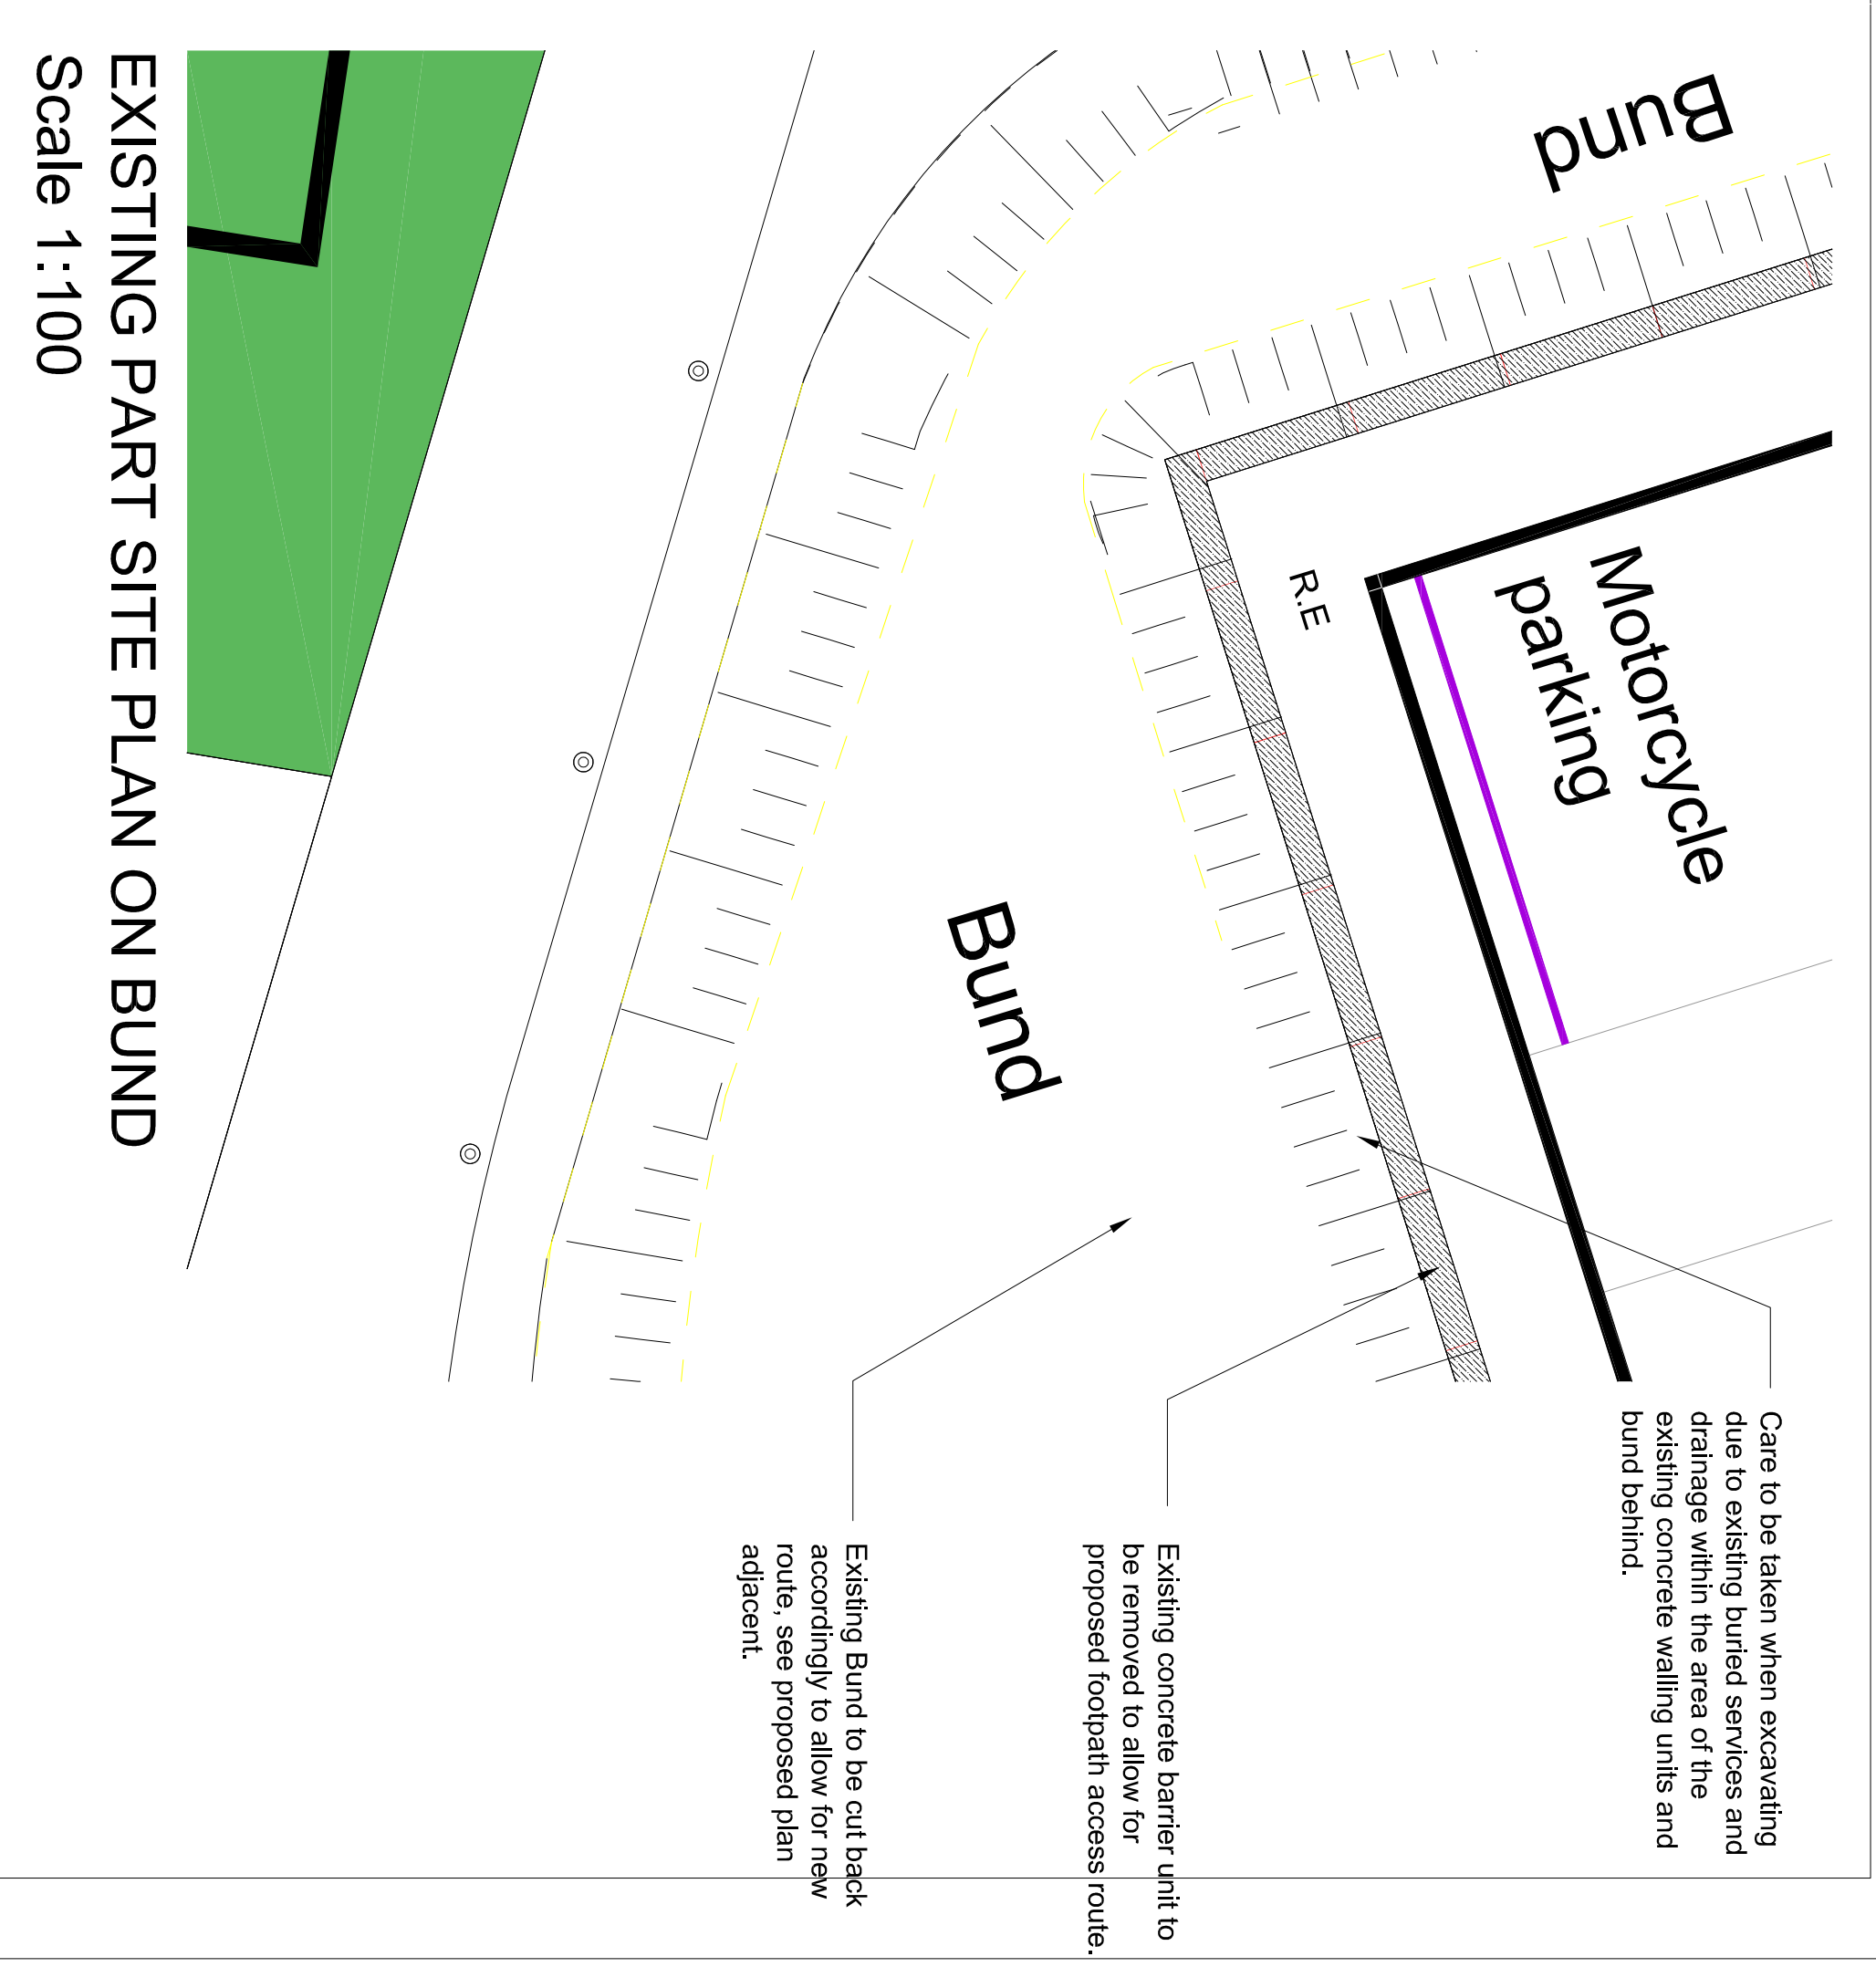 Bund
Motorcycle
parking
R.E
Bund
Care to be taken when excavating
due to existing buried services and
drainage within the area of the
existing concrete walling units and
bund behind.
Existing concrete barrier unit to
be removed to allow for
proposed footpath access route.
Existing Bund to be cut back
accordingly to allow for new
route, see proposed plan
adjacent.
EXISTING PART SITE PLAN ON BUND
Scale 1:100